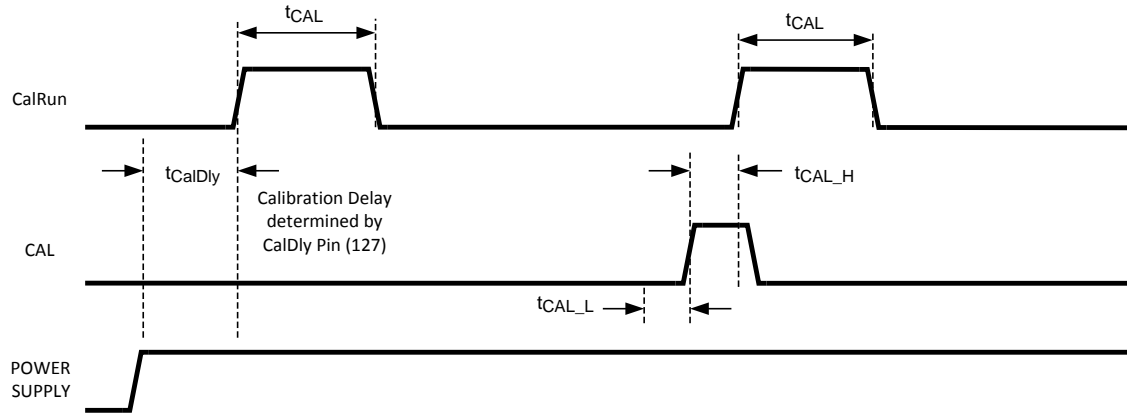 tCAL
tCAL
CalRun
tCalDly
tCAL_H
Calibration Delay
determined by
CalDly Pin (127)
CAL
tCAL_L
POWER
SUPPLY